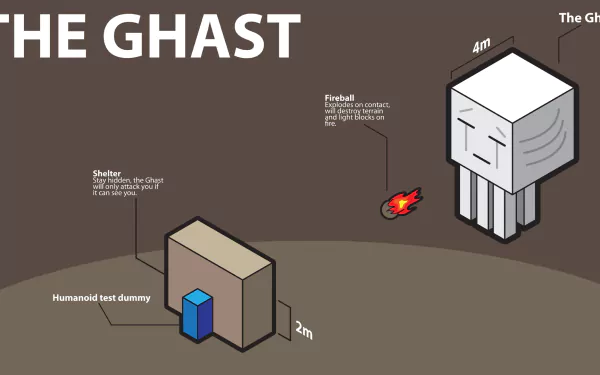 THE GHAST
The Gh
4m
Fireball
Explodes on contact,
will destroy terrain
and light blocks on
fire.
Shelter
Stay hidden, the Ghast
will only attack you if
it can see you.
Humanoid test dummy
2m